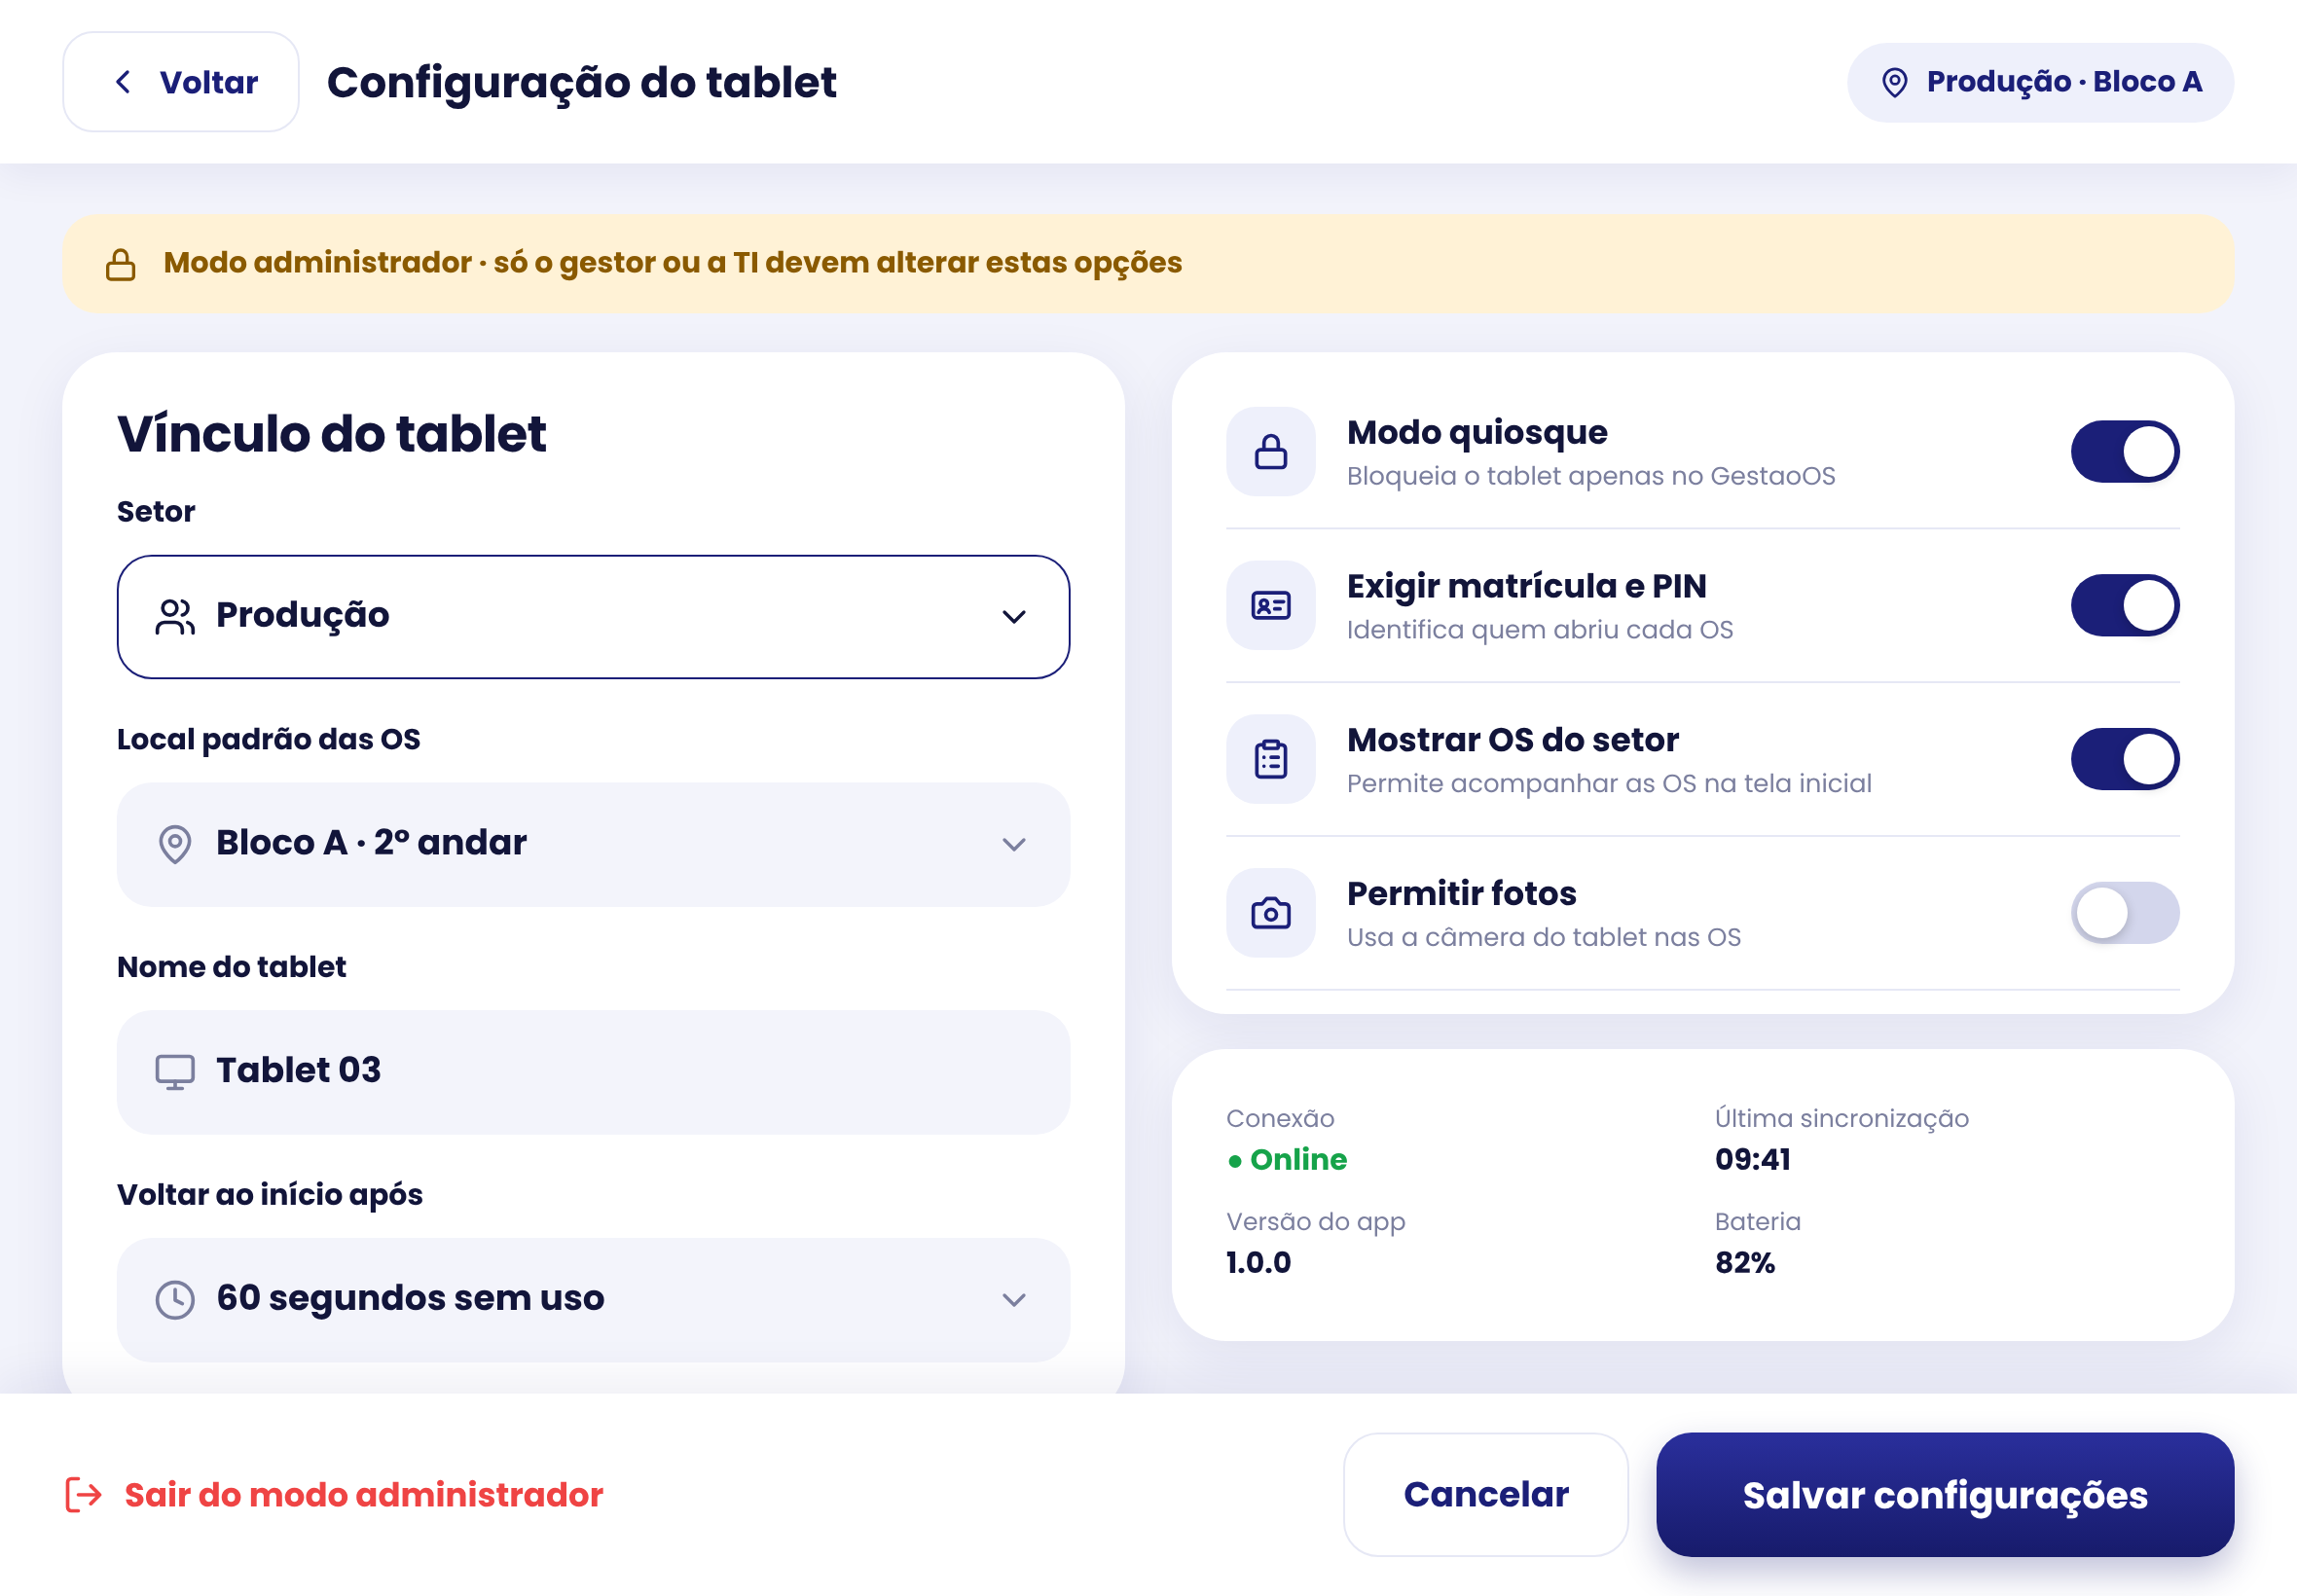 Voltar
Configuração do tablet
Produção · Bloco A
Modo administrador · só o gestor ou a TI devem alterar estas opções
Vínculo do tablet
Setor
Produção
Local padrão das OS
Bloco A · 2º andar
Nome do tablet
Tablet 03
Voltar ao início após
60 segundos sem uso
Modo quiosque
Bloqueia o tablet apenas no GestaoOS
Exigir matrícula e PIN
Identifica quem abriu cada OS
Mostrar OS do setor
Permite acompanhar as OS na tela inicial
Permitir fotos
Usa a câmera do tablet nas OS
Conexão
● Online
Última sincronização
09:41
Versão do app
1.0.0
Bateria
82%
Sair do modo administrador
Cancelar
Salvar configurações